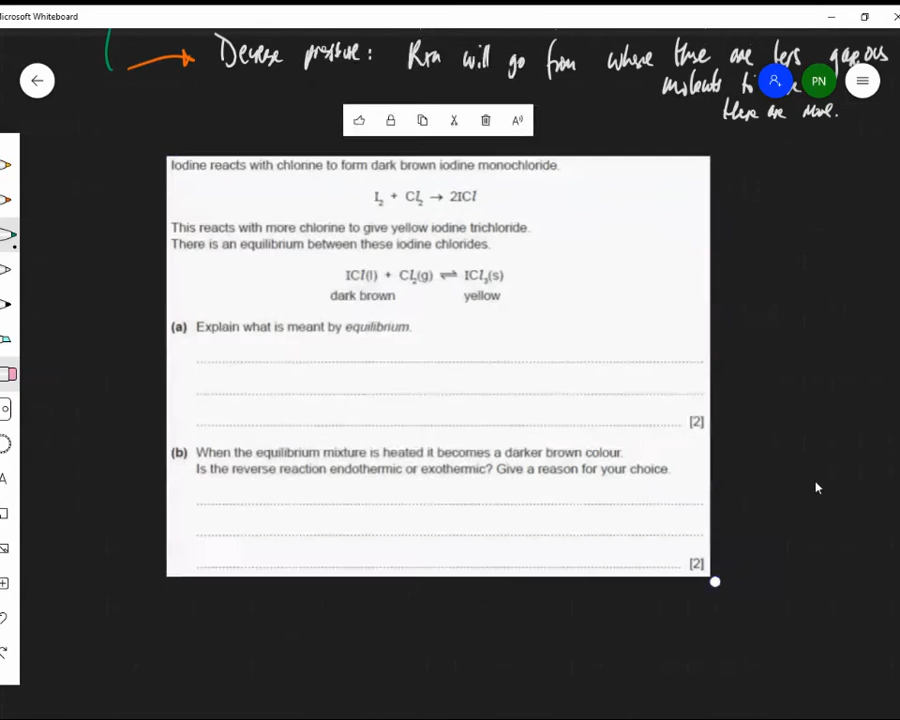 Microsoft Whiteboard
Decrease pressure: Rxn will go from where there are less gaseous
molecules to
there are more.
PN
Iodine reacts with chlorine to form dark brown iodine monochloride.
I₂ + Cl₂ → 2ICl
This reacts with more chlorine to give yellow iodine trichloride.
There is an equilibrium between these iodine chlorides.
ICl(l) + Cl₂(g) ⇌ ICl₃(s)
dark brown yellow
(a) Explain what is meant by equilibrium.
[2]
(b) When the equilibrium mixture is heated it becomes a darker brown colour.
Is the reverse reaction endothermic or exothermic? Give a reason for your choice.
[2]